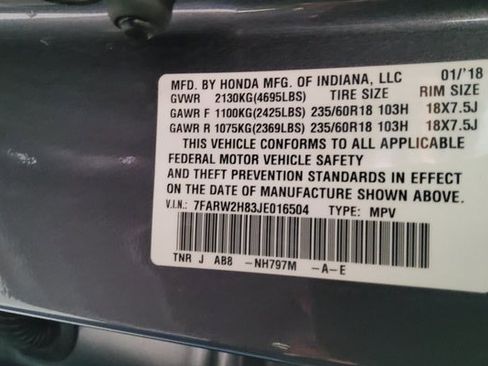 MFD. BY HONDA MFG. OF INDIANA, LLC 01/'18
GVWR 2130KG(4695LBS) TIRE SIZE RIM SIZE
GAWR F 1100KG(2425LBS) 235/60R18 103H 18X7.5J
GAWR R 1075KG(2369LBS) 235/60R18 103H 18X7.5J
THIS VEHICLE CONFORMS TO ALL APPLICABLE
FEDERAL MOTOR VEHICLE SAFETY
AND THEFT PREVENTION STANDARDS IN EFFECT
ON THE DATE OF MANUFACTURE SHOWN ABOVE.
V.I.N.: 7FARW2H83JE016504 TYPE: MPV
TNR J AB8 -NH797M -A-E